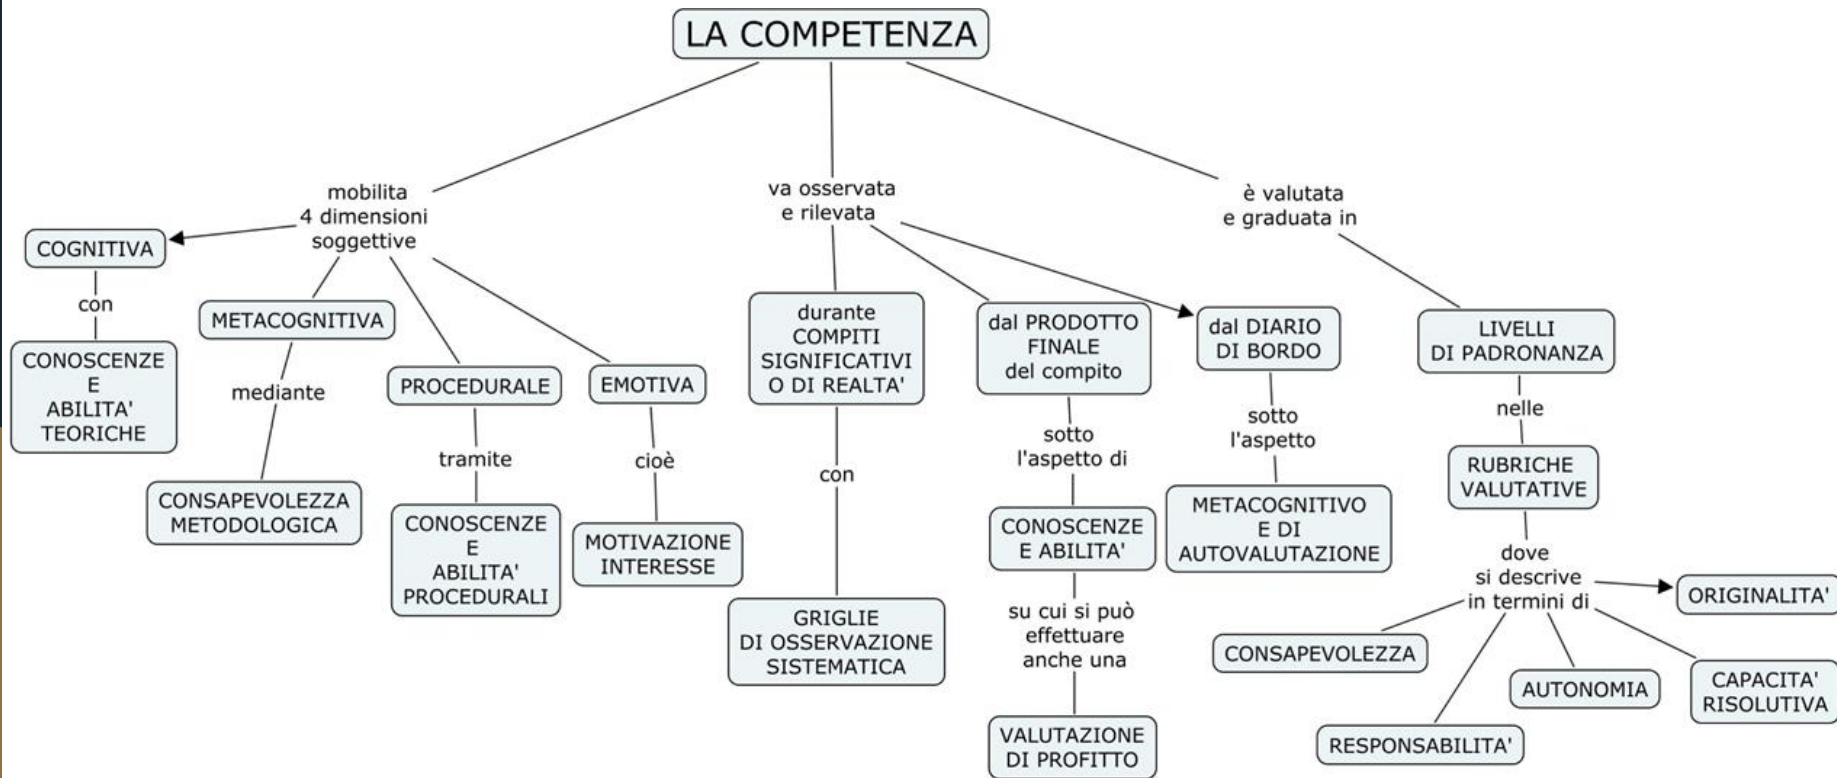 LA COMPETENZA
mobilita
4 dimensioni
soggettive
COGNITIVA
con
CONOSCENZE
E
ABILITA'
TEORICHE
METACOGNITIVA
mediante
CONSAPEVOLEZZA
METODOLOGICA
PROCEDURALE
tramite
CONOSCENZE
E
ABILITA'
PROCEDURALI
EMOTIVA
cioè
MOTIVAZIONE
INTERESSE
va osservata
e rilevata
durante
COMPITI
SIGNIFICATIVI
O DI REALTA'
con
GRIGLIE
DI OSSERVAZIONE
SISTEMATICA
dal PRODOTTO
FINALE
del compito
sotto
l'aspetto di
CONOSCENZE
E ABILITA'
su cui si può
effettuare
anche una
VALUTAZIONE
DI PROFITTO
dal DIARIO
DI BORDO
sotto
l'aspetto
METACOGNITIVO
E DI
AUTOVALUTAZIONE
è valutata
e graduata in
LIVELLI
DI PADRONANZA
nelle
RUBRICHE
VALUTATIVE
dove
si descrive
in termini di
CONSAPEVOLEZZA
RESPONSABILITA'
AUTONOMIA
CAPACITA'
RISOLUTIVA
ORIGINALITA'